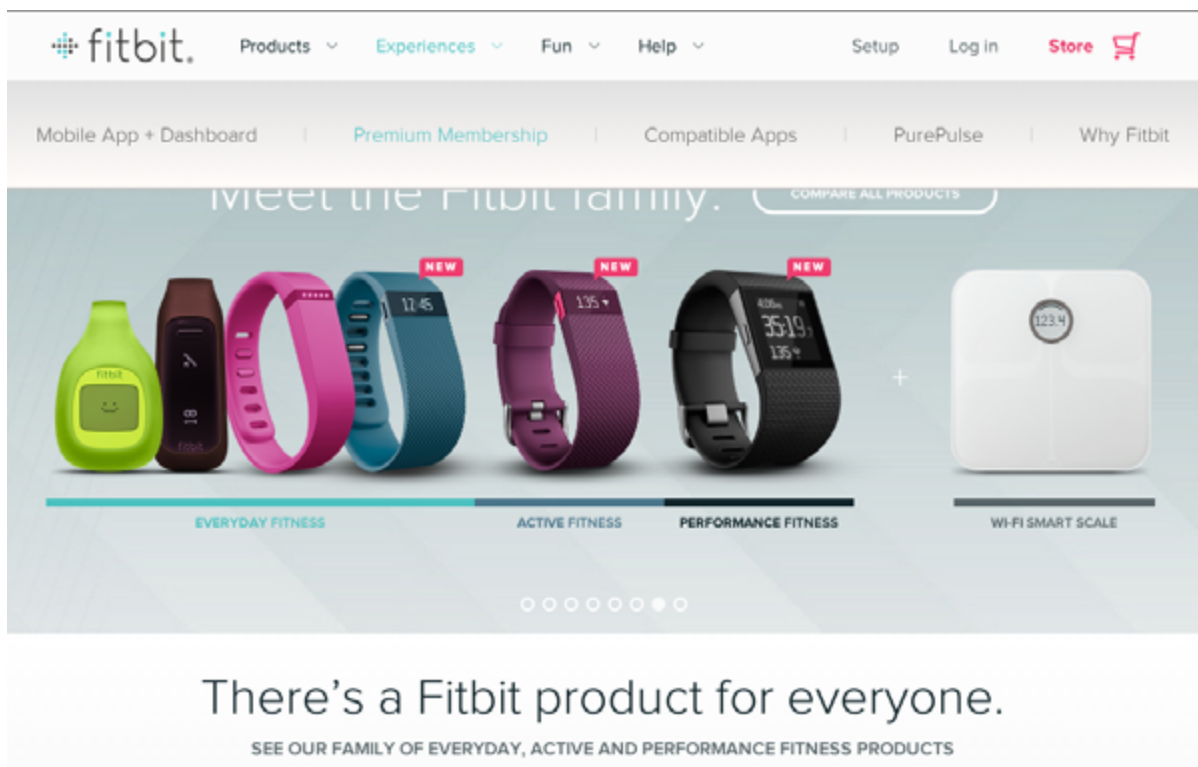 fitbit. Products Experiences Fun Help Setup Log in Store
Mobile App + Dashboard Premium Membership Compatible Apps PurePulse Why Fitbit
Meet the Fitbit family. COMPARE ALL PRODUCTS
NEW NEW NEW
12:45 135 35:19 135
123.4
fitbit
18
fitbit
EVERYDAY FITNESS ACTIVE FITNESS PERFORMANCE FITNESS WI-FI SMART SCALE
There's a Fitbit product for everyone.
SEE OUR FAMILY OF EVERYDAY, ACTIVE AND PERFORMANCE FITNESS PRODUCTS